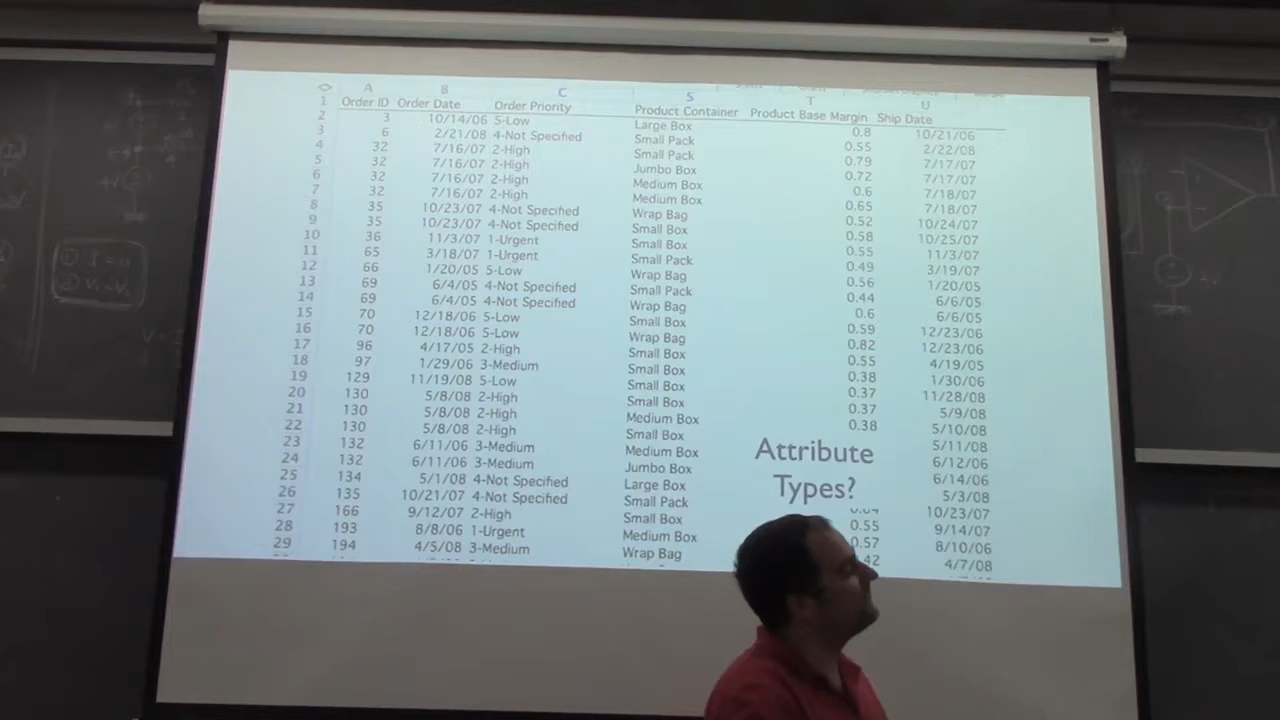 A B C S T U
1 Order ID Order Date Order Priority Product Container Product Base Margin Ship Date
2 3 10/14/06 5-Low Large Box 0.8 10/21/06
3 6 2/21/08 4-Not Specified Small Pack 0.55 2/22/08
4 32 7/16/07 2-High Small Pack 0.79 7/17/07
5 32 7/16/07 2-High Jumbo Box 0.72 7/17/07
6 32 7/16/07 2-High Medium Box 0.6 7/18/07
7 32 7/16/07 2-High Medium Box 0.65 7/18/07
8 35 10/23/07 4-Not Specified Wrap Bag 0.52 10/24/07
9 35 10/23/07 4-Not Specified Small Box 0.58 10/25/07
10 36 11/3/07 1-Urgent Small Box 0.55 11/3/07
11 65 3/18/07 1-Urgent Small Pack 0.49 3/19/07
12 66 1/20/05 5-Low Wrap Bag 0.56 1/20/05
13 69 6/4/05 4-Not Specified Small Pack 0.44 6/6/05
14 69 6/4/05 4-Not Specified Wrap Bag 0.6 6/6/05
15 70 12/18/06 5-Low Small Box 0.59 12/23/06
16 70 12/18/06 5-Low Wrap Bag 0.82 12/23/06
17 96 4/17/05 2-High Small Box 0.55 4/19/05
18 97 1/29/06 3-Medium Small Box 0.38 1/30/06
19 129 11/19/08 5-Low Small Box 0.37 11/28/08
20 130 5/8/08 2-High Small Box 0.37 5/9/08
21 130 5/8/08 2-High Medium Box 0.38 5/10/08
22 130 5/8/08 2-High Small Box 5/11/08
23 132 6/11/06 3-Medium Medium Box 6/12/06
24 132 6/11/06 3-Medium Jumbo Box 6/14/06
25 134 5/1/08 4-Not Specified Large Box 5/3/08
26 135 10/21/07 4-Not Specified Small Pack 10/23/07
27 166 9/12/07 2-High Small Box 0.55 9/14/07
28 193 8/8/06 1-Urgent Medium Box 0.57 8/10/06
29 194 4/5/08 3-Medium Wrap Bag 42 4/7/08
Attribute
Types?